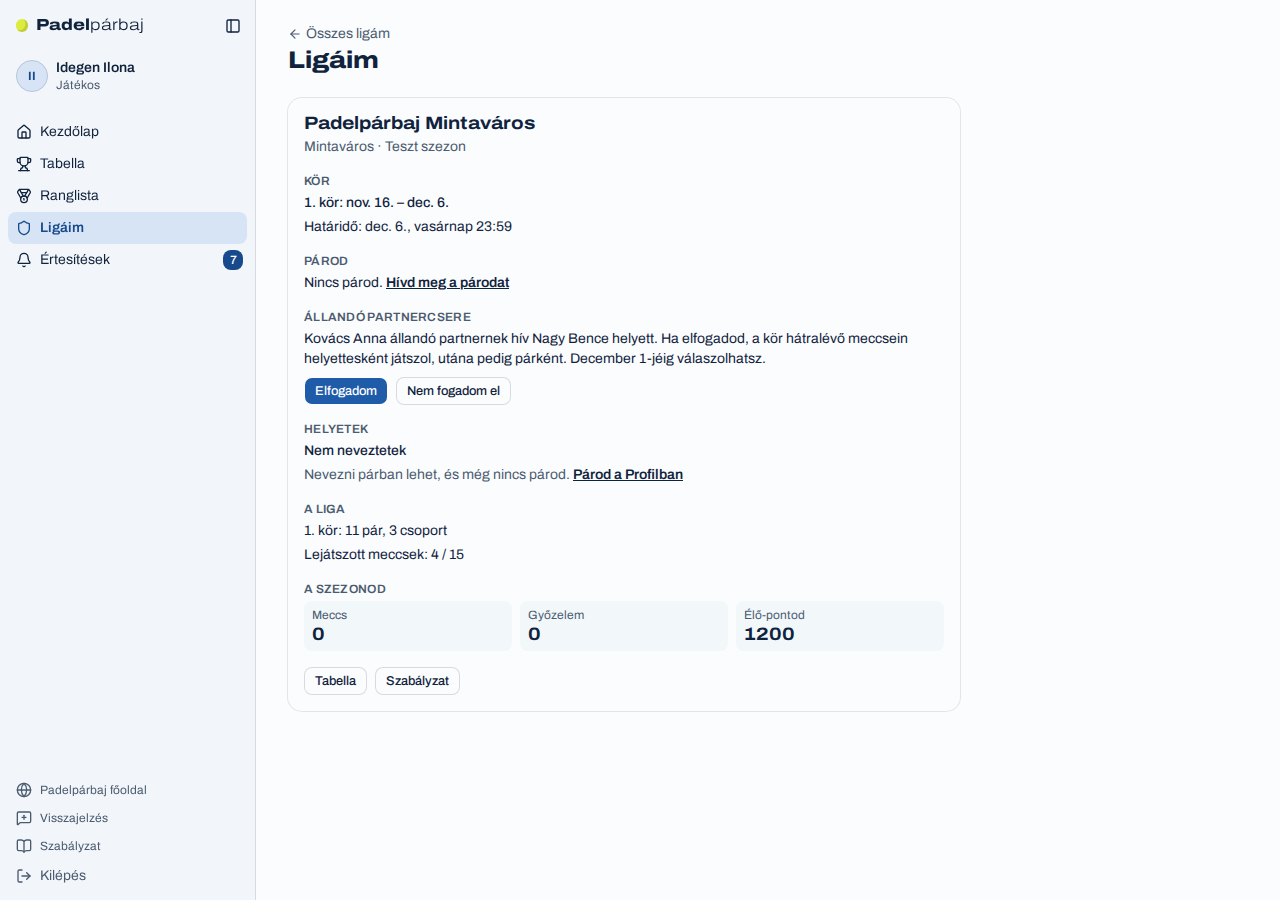 Padelpárbaj
II
Idegen Ilona
Játékos
Kezdőlap
Tabella
Ranglista
Ligáim
Értesítések
7
Padelpárbaj főoldal
Visszajelzés
Szabályzat
Kilépés
Összes ligám
Ligáim
Padelpárbaj Mintaváros
Mintaváros · Teszt szezon
KÖR
1. kör: nov. 16. – dec. 6.
Határidő: dec. 6., vasárnap 23:59
PÁROD
Nincs párod. Hívd meg a párodat
ÁLLANDÓ PARTNERCSERE
Kovács Anna állandó partnernek hív Nagy Bence helyett. Ha elfogadod, a kör hátralévő meccsein
helyettesként játszol, utána pedig párként. December 1-jéig válaszolhatsz.
Elfogadom
Nem fogadom el
HELYETEK
Nem neveztetek
Nevezni párban lehet, és még nincs párod. Párod a Profilban
A LIGA
1. kör: 11 pár, 3 csoport
Lejátszott meccsek: 4 / 15
A SZEZONOD
Meccs
0
Győzelem
0
Élő-pontod
1200
Tabella
Szabályzat